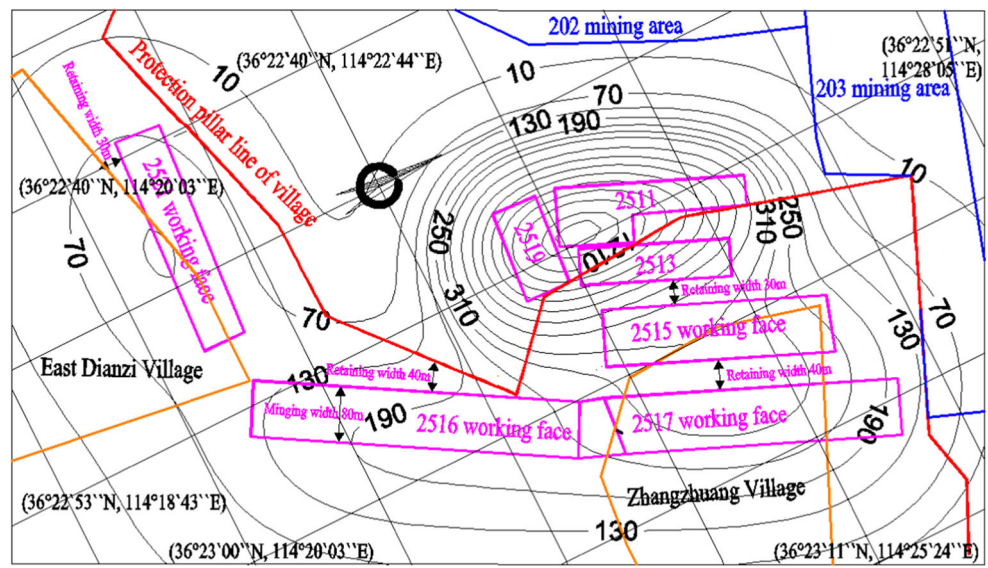 202 mining area
(36°22`40``N, 114°22`44``E)
(36°22`51``N,
114°28`05``E)
203 mining area
10
10
70
130
190
Protection pillar line of village
Retaining width 30m
10
(36°22`40``N, 114°20`03``E)
working face
2511
2519
250
310
250
310
1210
2513
Retaining width 30m
70
70
70
130
2515 working face
East Dianzi Village
130
Retaining width 40m
Retaining width 40m
Minging width 80m
190
2516 working face
2517 working face
190
(36°22`53``N, 114°18`43``E)
Zhangzhuang Village
130
(36°23`00``N, 114°20`03``E)
(36°23`11``N, 114°25`24``E)